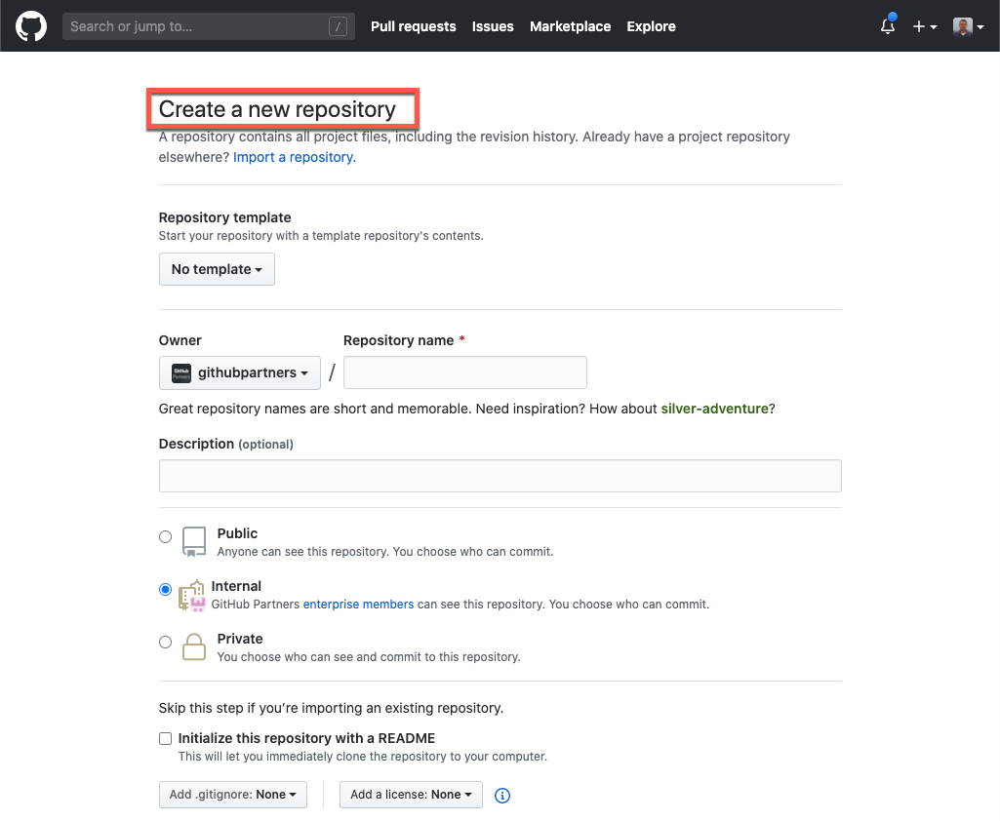 Search or jump to... / Pull requests Issues Marketplace Explore
Create a new repository
A repository contains all project files, including the revision history. Already have a project repository
elsewhere? Import a repository.
Repository template
Start your repository with a template repository's contents.
No template
Owner Repository name *
GitHub Partners githubpartners /
Great repository names are short and memorable. Need inspiration? How about silver-adventure?
Description (optional)
Public
Anyone can see this repository. You choose who can commit.
Internal
GitHub Partners enterprise members can see this repository. You choose who can commit.
Private
You choose who can see and commit to this repository.
Skip this step if you’re importing an existing repository.
Initialize this repository with a README
This will let you immediately clone the repository to your computer.
Add .gitignore: None Add a license: None